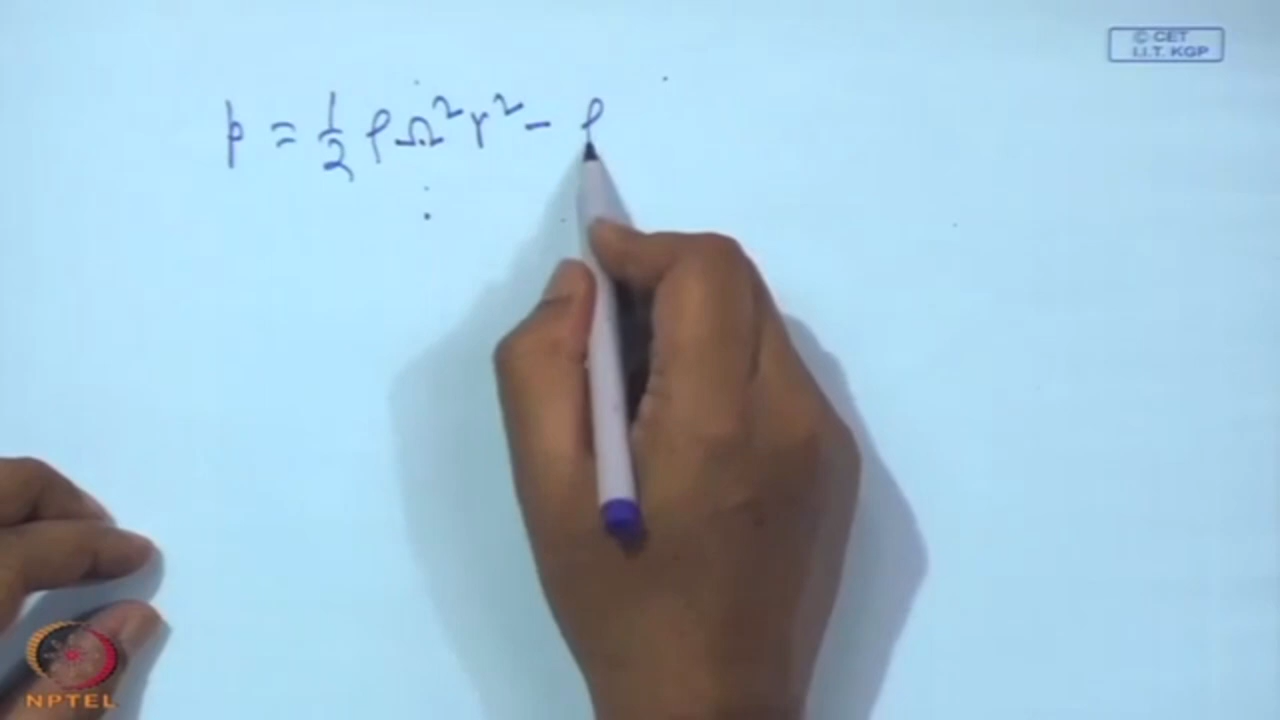 © CET
I.I.T. KGP
p = 1/2 ρ Ω² r² - ρ
NPTEL